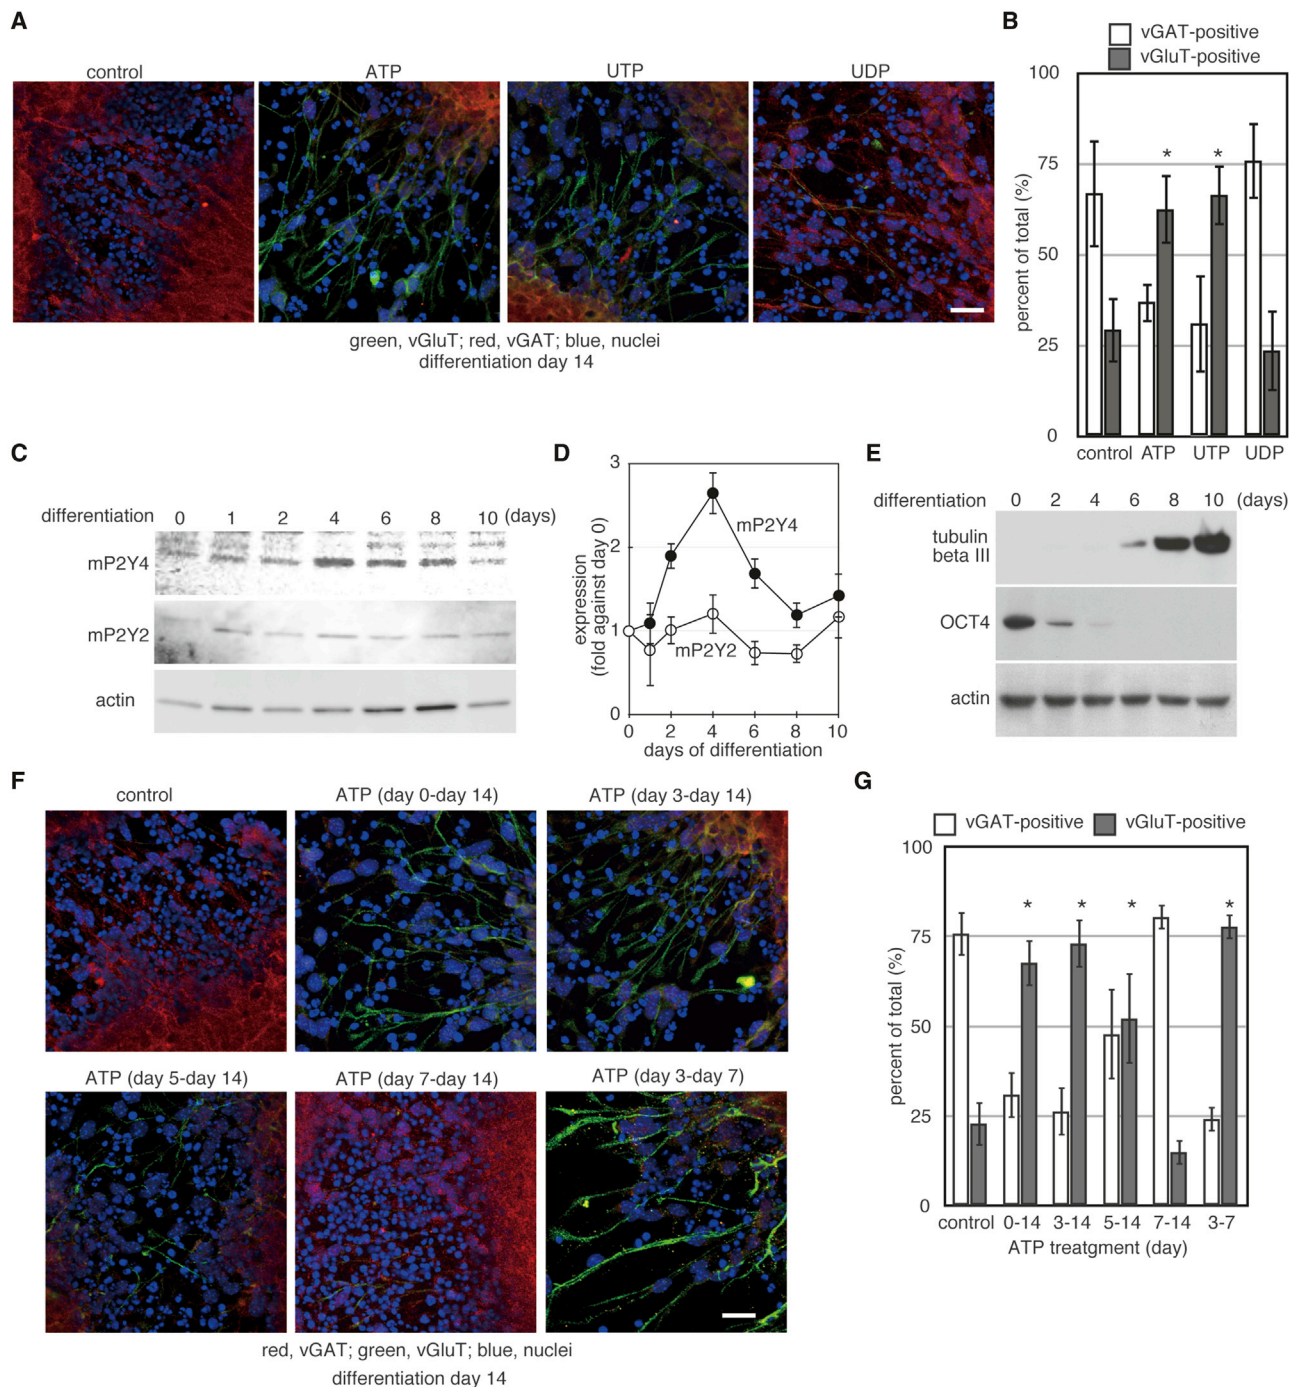 A
control
ATP
UTP
UDP
green, vGluT; red, vGAT; blue, nuclei
differentiation day 14
B
vGAT-positive
vGluT-positive
percent of total (%)
100
75
50
25
0
*
*
control
ATP
UTP
UDP
C
differentiation
0
1
2
4
6
8
10
(days)
mP2Y4
mP2Y2
actin
D
expression
(fold against day 0)
3
2
1
0
mP2Y4
mP2Y2
0
2
4
6
8
10
days of differentiation
E
differentiation
0
2
4
6
8
10
(days)
tubulin
beta III
OCT4
actin
F
control
ATP (day 0-day 14)
ATP (day 3-day 14)
ATP (day 5-day 14)
ATP (day 7-day 14)
ATP (day 3-day 7)
red, vGAT; green, vGluT; blue, nuclei
differentiation day 14
G
vGAT-positive
vGluT-positive
percent of total (%)
100
75
50
25
0
*
*
*
*
control
0-14
3-14
5-14
7-14
3-7
ATP treatgment (day)